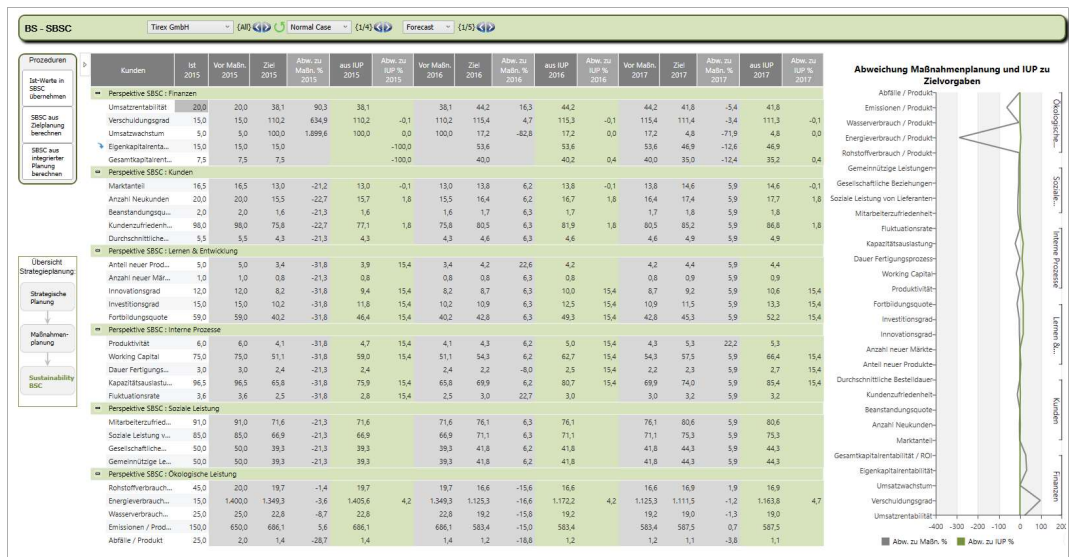 BS - SBSC
Tirex GmbH {All} Normal Case {1/4} Forecast {1/5}
Prozeduren
Ist-Werte in SBSC übernehmen
SBSC aus Zielplanung berechnen
SBSC aus integrierter Planung berechnen
Übersicht Strategieplanung:
Strategische Planung
Maßnahmen-planung
Sustainability BSC
Kunden Ist 2015 Vor Maßn. 2015 Ziel 2015 Abw. zu Maßn. % 2015 aus IUP 2015 Abw. zu IUP % 2015 Vor Maßn. 2016 Ziel 2016 Abw. zu Maßn. % 2016 aus IUP 2016 Abw. zu IUP % 2016 Vor Maßn. 2017 Ziel 2017 Abw. zu Maßn. % 2017 aus IUP 2017 Abw. zu IUP % 2017
Perspektive SBSC : Finanzen
Umsatzrentabilität 20,0 20,0 38,1 90,3 38,1 38,1 44,2 16,3 44,2 44,2 41,8 -5,4 41,8
Verschuldungsgrad 15,0 15,0 110,2 634,9 110,2 -0,1 110,2 115,4 4,7 115,3 -0,1 115,4 111,4 -3,4 111,3 -0,1
Umsatzwachstum 5,0 5,0 100,0 1.899,6 100,0 0,0 100,0 17,2 -82,8 17,2 0,0 17,2 4,8 -71,9 4,8 0,0
Eigenkapitalrenta... 15,0 15,0 15,0 -100,0 53,6 53,6 53,6 46,9 -12,6 46,9
Gesamtkapitalrent... 7,5 7,5 7,5 -100,0 40,0 40,2 0,4 40,0 35,0 -12,4 35,2 0,4
Perspektive SBSC : Kunden
Marktanteil 16,5 16,5 13,0 -21,2 13,0 -0,1 13,0 13,8 6,2 13,8 -0,1 13,8 14,6 5,9 14,6 -0,1
Anzahl Neukunden 20,0 20,0 15,5 -22,7 15,7 1,8 15,5 16,4 6,2 16,7 1,8 16,4 17,4 5,9 17,7 1,8
Beanstandungsqu... 2,0 2,0 1,6 -21,3 1,6 1,6 1,7 6,3 1,7 1,7 1,8 5,9 1,8
Kundenzufriedenh... 98,0 98,0 75,8 -22,7 77,1 1,8 75,8 80,5 6,3 81,9 1,8 80,5 85,2 5,9 86,8 1,8
Durchschnittliche... 5,5 5,5 4,3 -21,3 4,3 4,3 4,6 6,3 4,6 4,6 4,9 5,9 4,9
Perspektive SBSC : Lernen & Entwicklung
Anteil neuer Prod... 5,0 5,0 3,4 -31,8 3,9 15,4 3,4 4,2 22,6 4,2 4,2 4,4 5,9 4,4
Anzahl neuer Mär... 1,0 1,0 0,8 -21,3 0,8 0,8 0,8 6,3 0,8 0,8 0,9 5,9 0,9
Innovationsgrad 12,0 12,0 8,2 -31,8 9,4 15,4 8,2 8,7 6,3 10,0 15,4 8,7 9,2 5,9 10,6 15,4
Investitionsgrad 15,0 15,0 10,2 -31,8 11,8 15,4 10,2 10,9 6,3 12,5 15,4 10,9 11,5 5,9 13,3 15,4
Fortbildungsquote 59,0 59,0 40,2 -31,8 46,4 15,4 40,2 42,8 6,3 49,3 15,4 42,8 45,3 5,9 52,2 15,4
Perspektive SBSC : Interne Prozesse
Produktivität 6,0 6,0 4,1 -31,8 4,7 15,4 4,1 4,3 6,2 5,0 15,4 4,3 5,3 22,2 5,3
Working Capital 75,0 75,0 51,1 -31,8 59,0 15,4 51,1 54,3 6,2 62,7 15,4 54,3 57,5 5,9 66,4 15,4
Dauer Fertigungs... 3,0 3,0 2,4 -21,3 2,4 2,4 2,2 -8,0 2,5 15,4 2,2 2,3 5,9 2,7 15,4
Kapazitätsauslastu... 96,5 96,5 65,8 -31,8 75,9 15,4 65,8 69,9 6,2 80,7 15,4 69,9 74,0 5,9 85,4 15,4
Fluktuationsrate 3,6 3,6 2,5 -31,8 2,8 15,4 2,5 3,0 22,7 3,0 3,0 3,2 5,9 3,2
Perspektive SBSC : Soziale Leistung
Mitarbeiterzufried... 91,0 91,0 71,6 -21,3 71,6 71,6 76,1 6,3 76,1 76,1 80,6 5,9 80,6
Soziale Leistung v... 85,0 85,0 66,9 -21,3 66,9 66,9 71,1 6,3 71,1 71,1 75,3 5,9 75,3
Gesellschaftliche... 50,0 50,0 39,3 -21,3 39,3 39,3 41,8 6,2 41,8 41,8 44,3 5,9 44,3
Gemeinnützige Le... 50,0 50,0 39,3 -21,3 39,3 39,3 41,8 6,2 41,8 41,8 44,3 5,9 44,3
Perspektive SBSC : Ökologische Leistung
Rohstoffverbrauch... 45,0 20,0 19,7 -1,4 19,7 19,7 16,6 -15,6 16,6 16,6 16,9 1,9 16,9
Energieverbrauch... 15,0 1.400,0 1.349,3 -3,6 1.405,6 4,2 1.349,3 1.125,3 -16,6 1.172,2 4,2 1.125,3 1.111,5 -1,2 1.163,8 4,7
Wasserverbrauch... 25,0 25,0 22,8 -8,7 22,8 22,8 19,2 -15,8 19,2 19,2 19,0 -1,3 19,0
Emissionen / Prod... 150,0 650,0 686,1 5,6 686,1 686,1 583,4 -15,0 583,4 583,4 587,5 0,7 587,5
Abfälle / Produkt 25,0 2,0 1,4 -28,7 1,4 1,4 1,2 -18,8 1,2 1,2 1,1 -3,8 1,1
Abweichung Maßnahmenplanung und IUP zu Zielvorgaben
Abfälle / Produkt
Emissionen / Produkt
Wasserverbrauch / Produkt
Energieverbrauch / Produkt
Rohstoffverbrauch / Produkt
Gemeinnützige Leistungen
Gesellschaftliche Beziehungen
Soziale Leistung von Lieferanten
Mitarbeiterzufriedenheit
Fluktuationsrate
Kapazitätsauslastung
Dauer Fertigungsprozess
Working Capital
Produktivität
Fortbildungsquote
Investitionsgrad
Innovationsgrad
Anzahl neuer Märkte
Anteil neuer Produkte
Durchschnittliche Bestelldauer
Kundenzufriedenheit
Beanstandungsquote
Anzahl Neukunden
Marktanteil
Gesamtkapitalrentabilität / ROI
Eigenkapitalrentabilität
Umsatzwachstum
Verschuldungsgrad
Umsatzrentabilität
Ökologische...
Soziale...
Interne Prozesse
Lernen &...
Kunden
Finanzen
-400 -300 -200 -100 0 100 200
Abw. zu Maßn. % Abw. zu IUP %